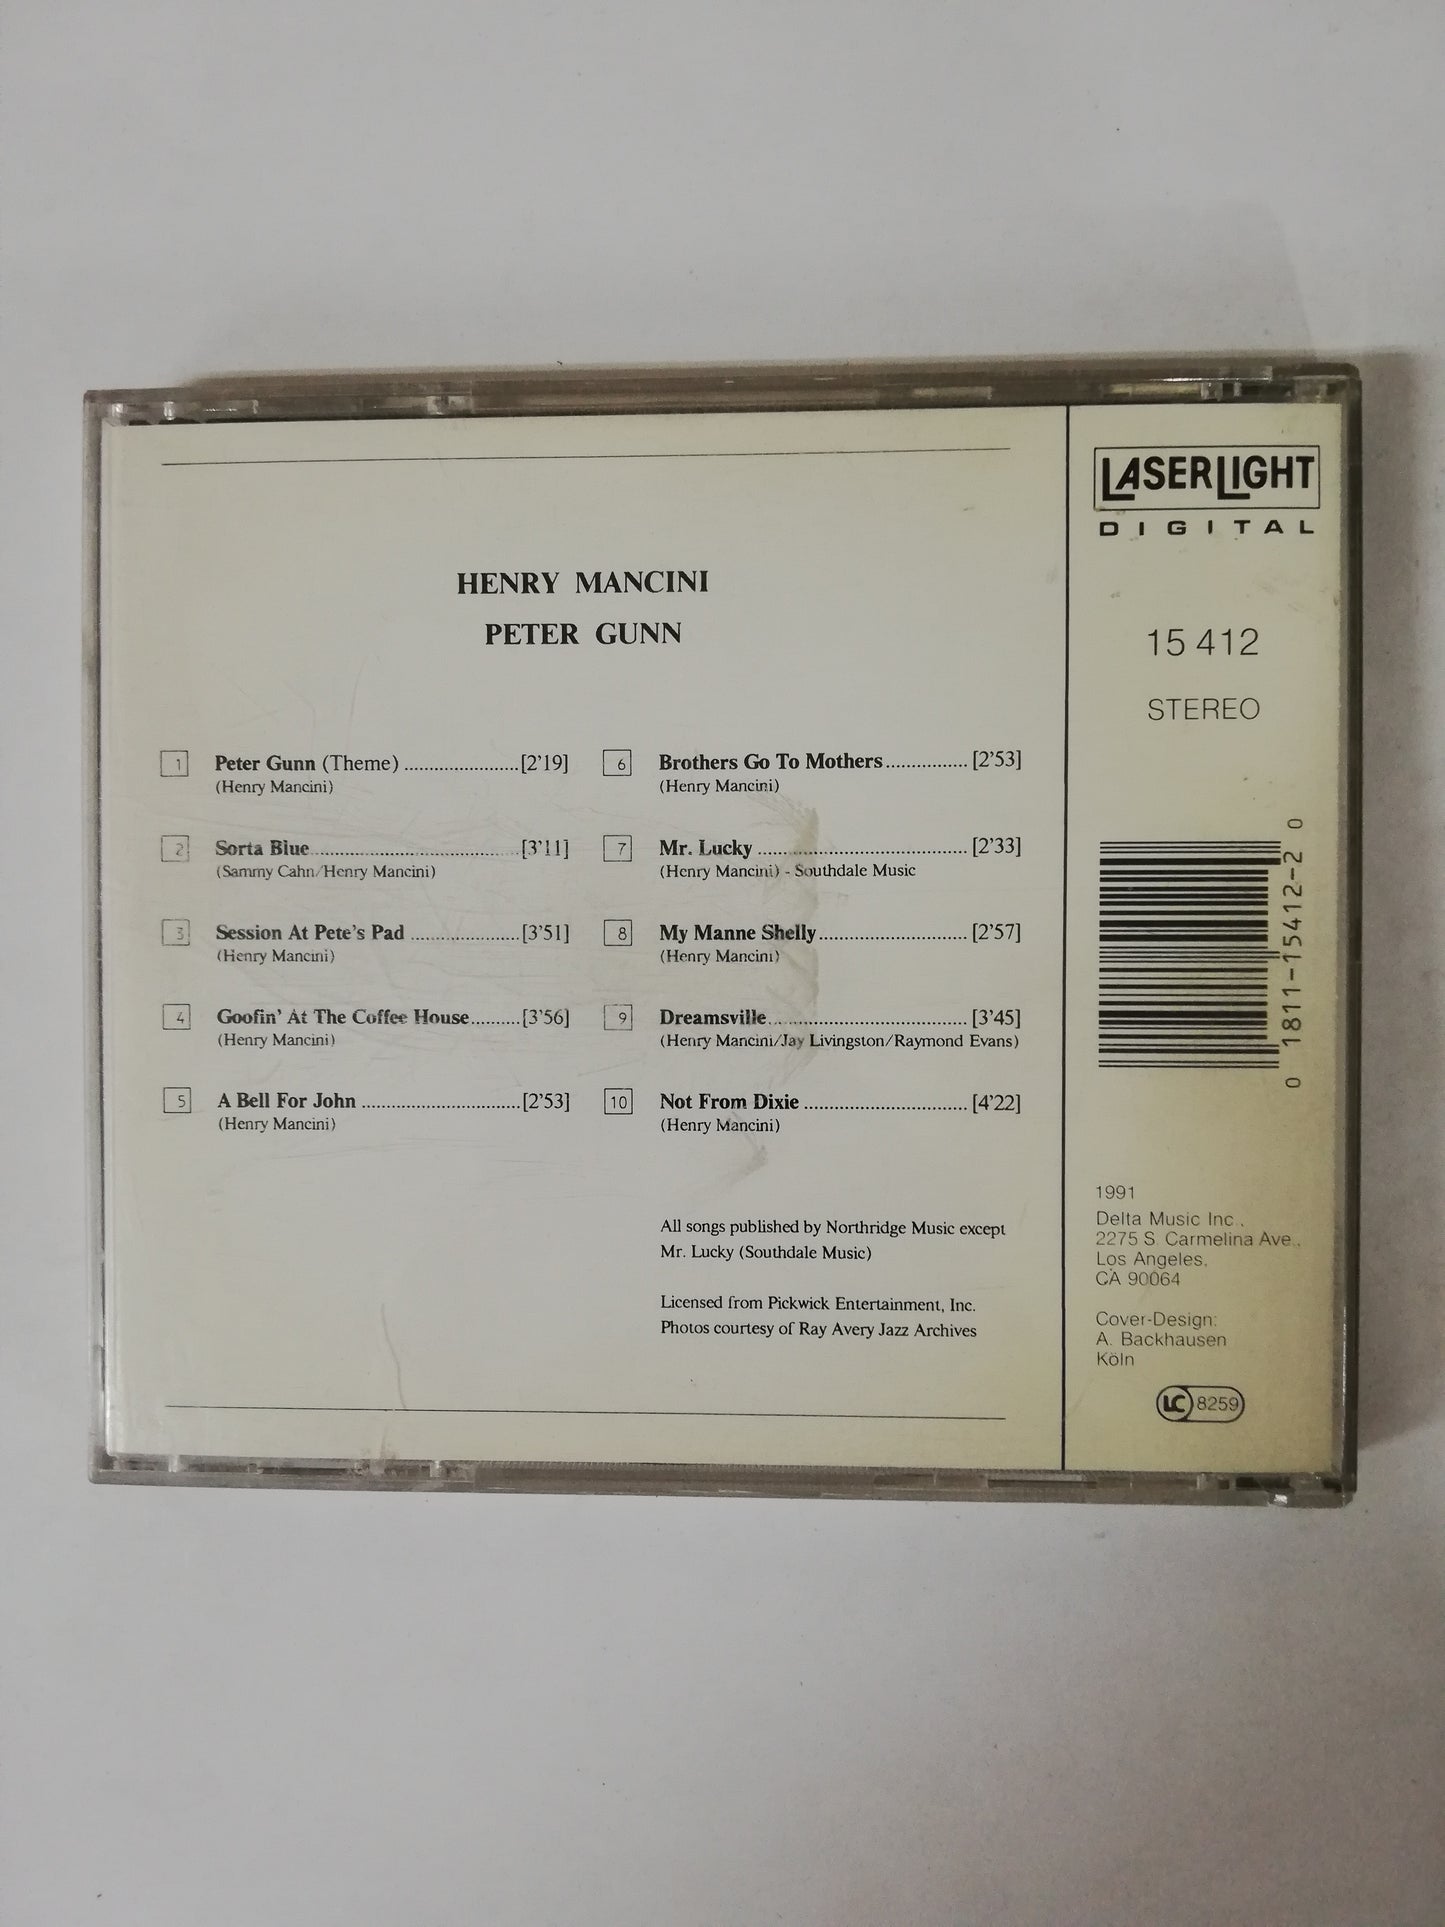 HENRY MANCINI
PETER GUNN
1 Peter Gunn (Theme) ...................... [2'19]
(Henry Mancini)
2 Sorta Blue ........................................ [3'11]
(Sammy Cahn/Henry Mancini)
3 Session At Pete's Pad ..................... [3'51]
(Henry Mancini)
4 Goofin' At The Coffee House .......... [3'56]
(Henry Mancini)
5 A Bell For John ................................ [2'53]
(Henry Mancini)
6 Brothers Go To Mothers ................ [2'53]
(Henry Mancini)
7 Mr. Lucky .......................................... [2'33]
(Henry Mancini) - Southdale Music
8 My Manne Shelly ............................. [2'57]
(Henry Mancini)
9 Dreamsville ........................................ [3'45]
(Henry Mancini/Jay Livingston/Raymond Evans)
10 Not From Dixie ................................. [4'22]
(Henry Mancini)
All songs published by Northridge Music except
Mr. Lucky (Southdale Music)
Licensed from Pickwick Entertainment, Inc.
Photos courtesy of Ray Avery Jazz Archives
LASERLIGHT
DIGITAL
15 412
STEREO
0 1811-15412-2 0
1991
Delta Music Inc.,
2275 S. Carmelina Ave.,
Los Angeles,
CA 90064
Cover-Design:
A. Backhausen
Köln
LC 8259